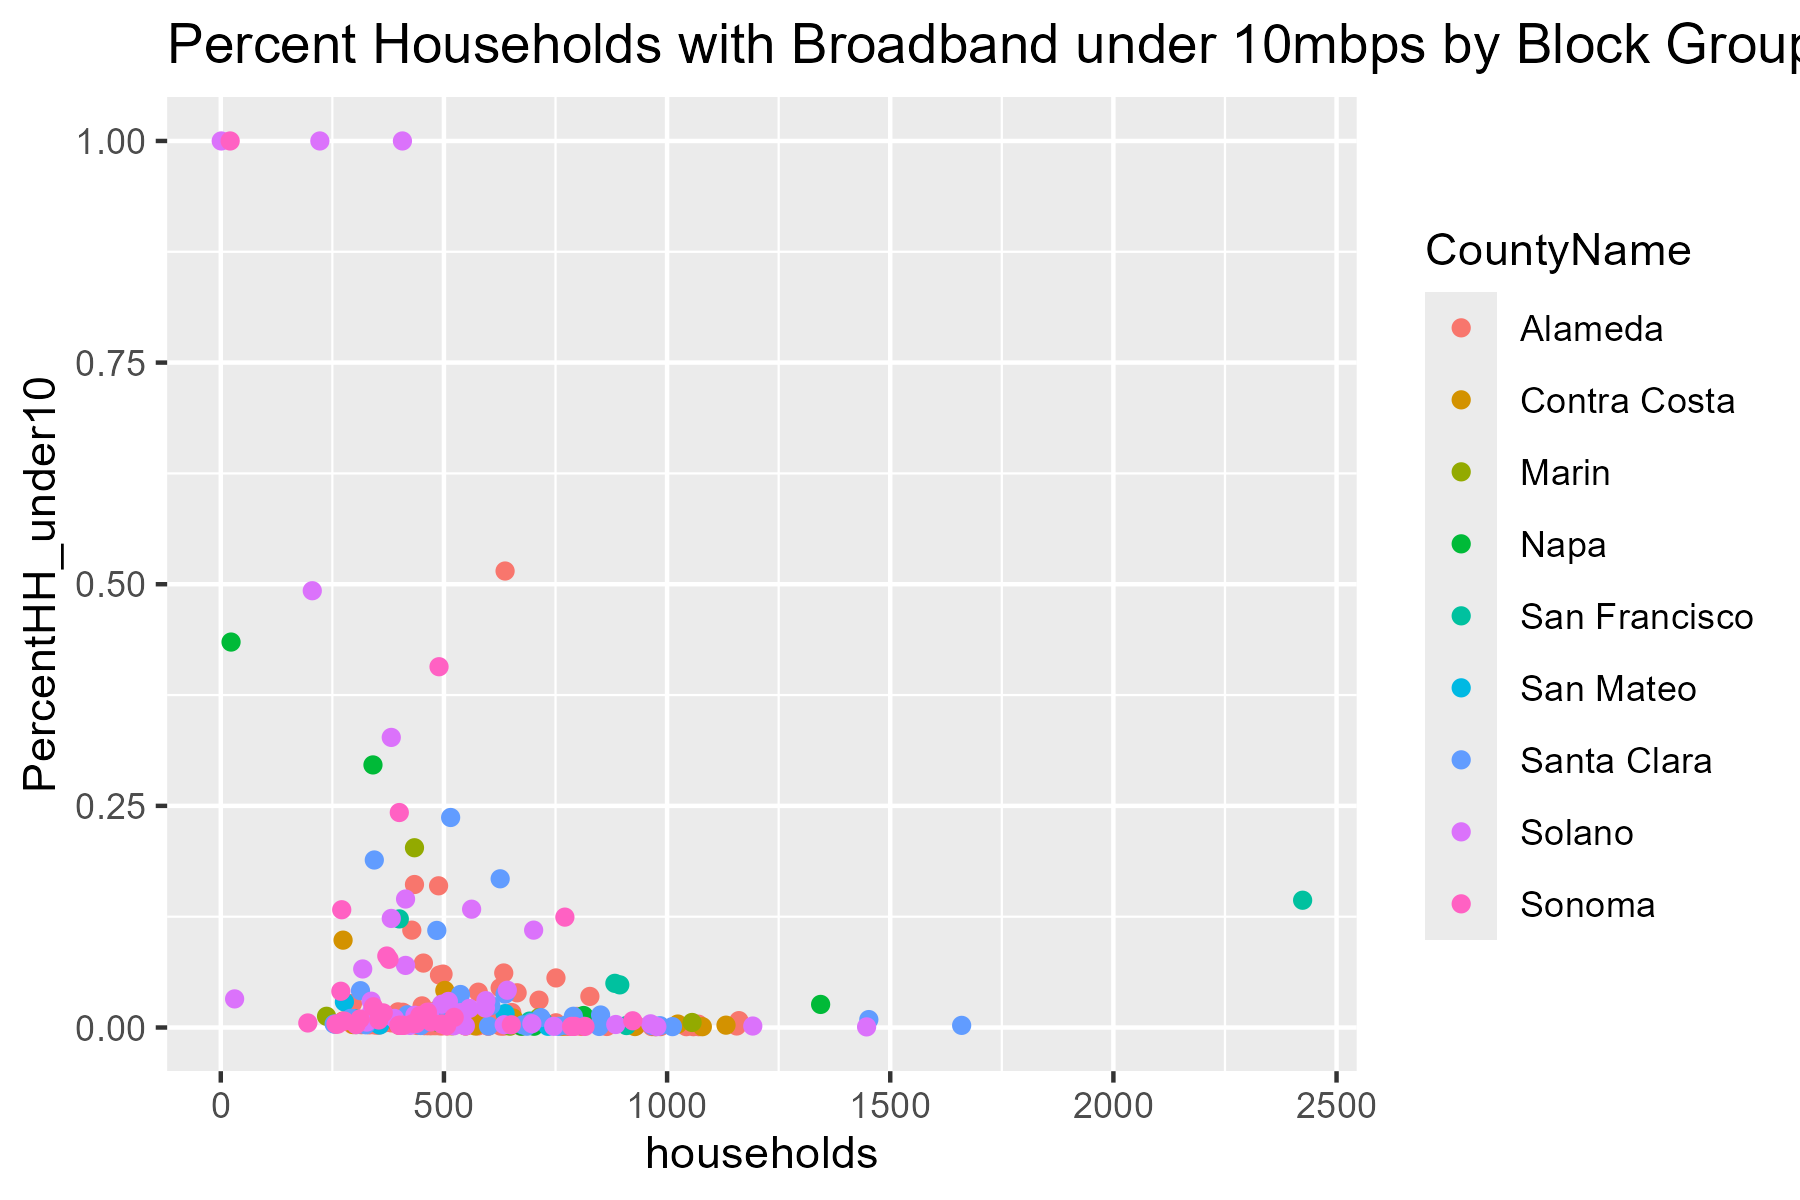 Percent Households with Broadband under 10mbps by Block Group
PercentHH_under10
1.00
0.75
0.50
0.25
0.00
0 500 1000 1500 2000 2500
households
CountyName
Alameda
Contra Costa
Marin
Napa
San Francisco
San Mateo
Santa Clara
Solano
Sonoma